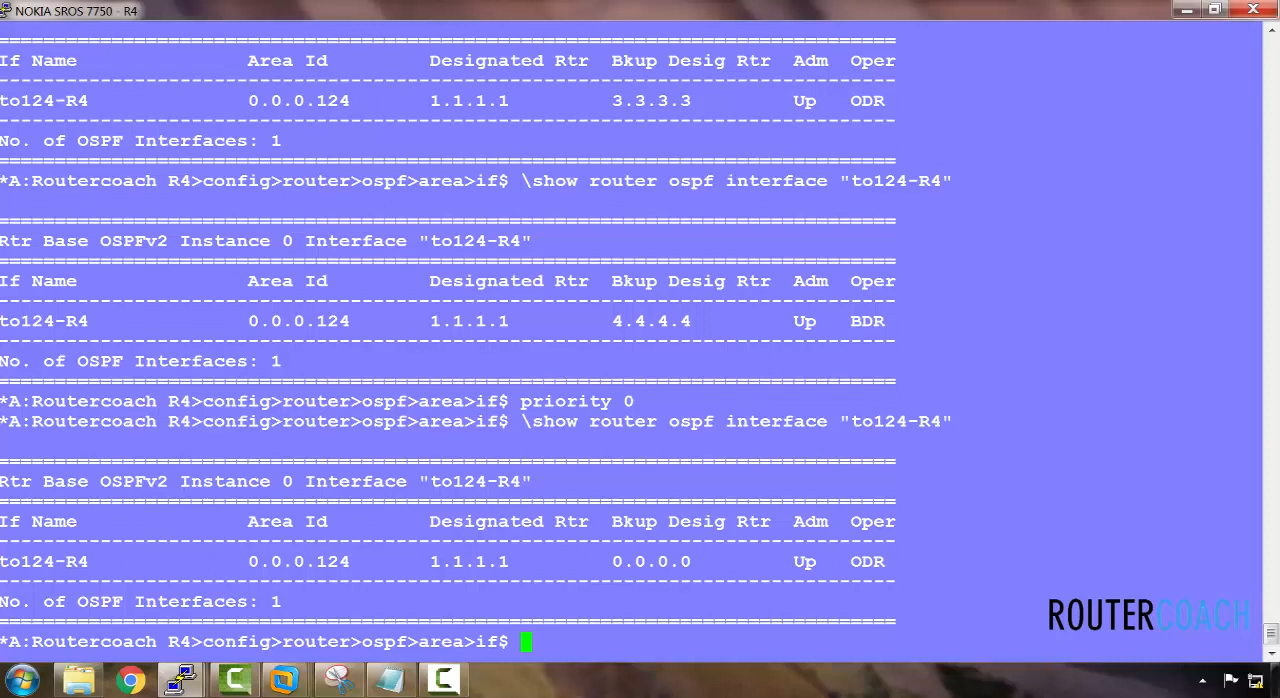 NOKIA SROS 7750 - R4
===============================================================================
If Name               Area Id         Designated Rtr  Bkup Desig Rtr  Adm  Oper
-------------------------------------------------------------------------------
to124-R4              0.0.0.124       1.1.1.1         3.3.3.3         Up   ODR
-------------------------------------------------------------------------------
No. of OSPF Interfaces: 1
===============================================================================
*A:Routercoach R4>config>router>ospf>area>if$ \show router ospf interface "to124-R4"
===============================================================================
Rtr Base OSPFv2 Instance 0 Interface "to124-R4"
===============================================================================
If Name               Area Id         Designated Rtr  Bkup Desig Rtr  Adm  Oper
-------------------------------------------------------------------------------
to124-R4              0.0.0.124       1.1.1.1         4.4.4.4         Up   BDR
-------------------------------------------------------------------------------
No. of OSPF Interfaces: 1
===============================================================================
*A:Routercoach R4>config>router>ospf>area>if$ priority 0
*A:Routercoach R4>config>router>ospf>area>if$ \show router ospf interface "to124-R4"
===============================================================================
Rtr Base OSPFv2 Instance 0 Interface "to124-R4"
===============================================================================
If Name               Area Id         Designated Rtr  Bkup Desig Rtr  Adm  Oper
-------------------------------------------------------------------------------
to124-R4              0.0.0.124       1.1.1.1         0.0.0.0         Up   ODR
-------------------------------------------------------------------------------
No. of OSPF Interfaces: 1
===============================================================================
*A:Routercoach R4>config>router>ospf>area>if$
ROUTERCOACH